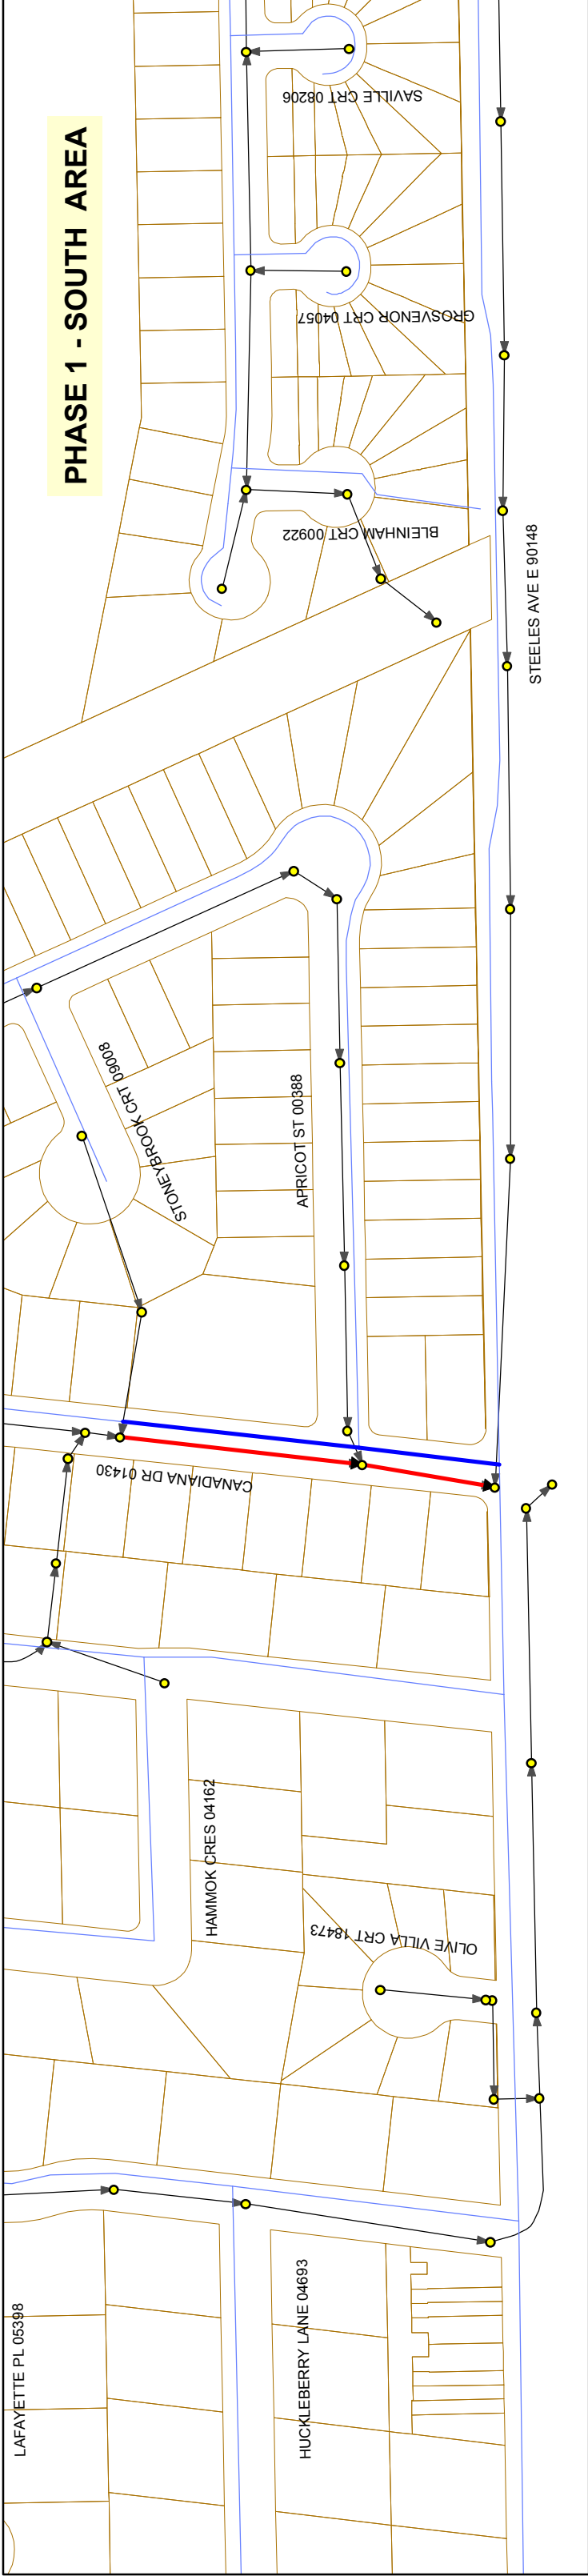 PHASE 1 - SOUTH AREA
SAVILLE CRT 08206
GROSVENOR CRT 04057
BLEINHAM CRT 00922
STEELES AVE E 90148
STONEYBROOK CRT 09008
APRICOT ST 00388
CANADIANA DR 01430
HAMMOK CRES 04162
OLIVE VILLA CRT 18473
LAFAYETTE PL 05398
HUCKLEBERRY LANE 04693